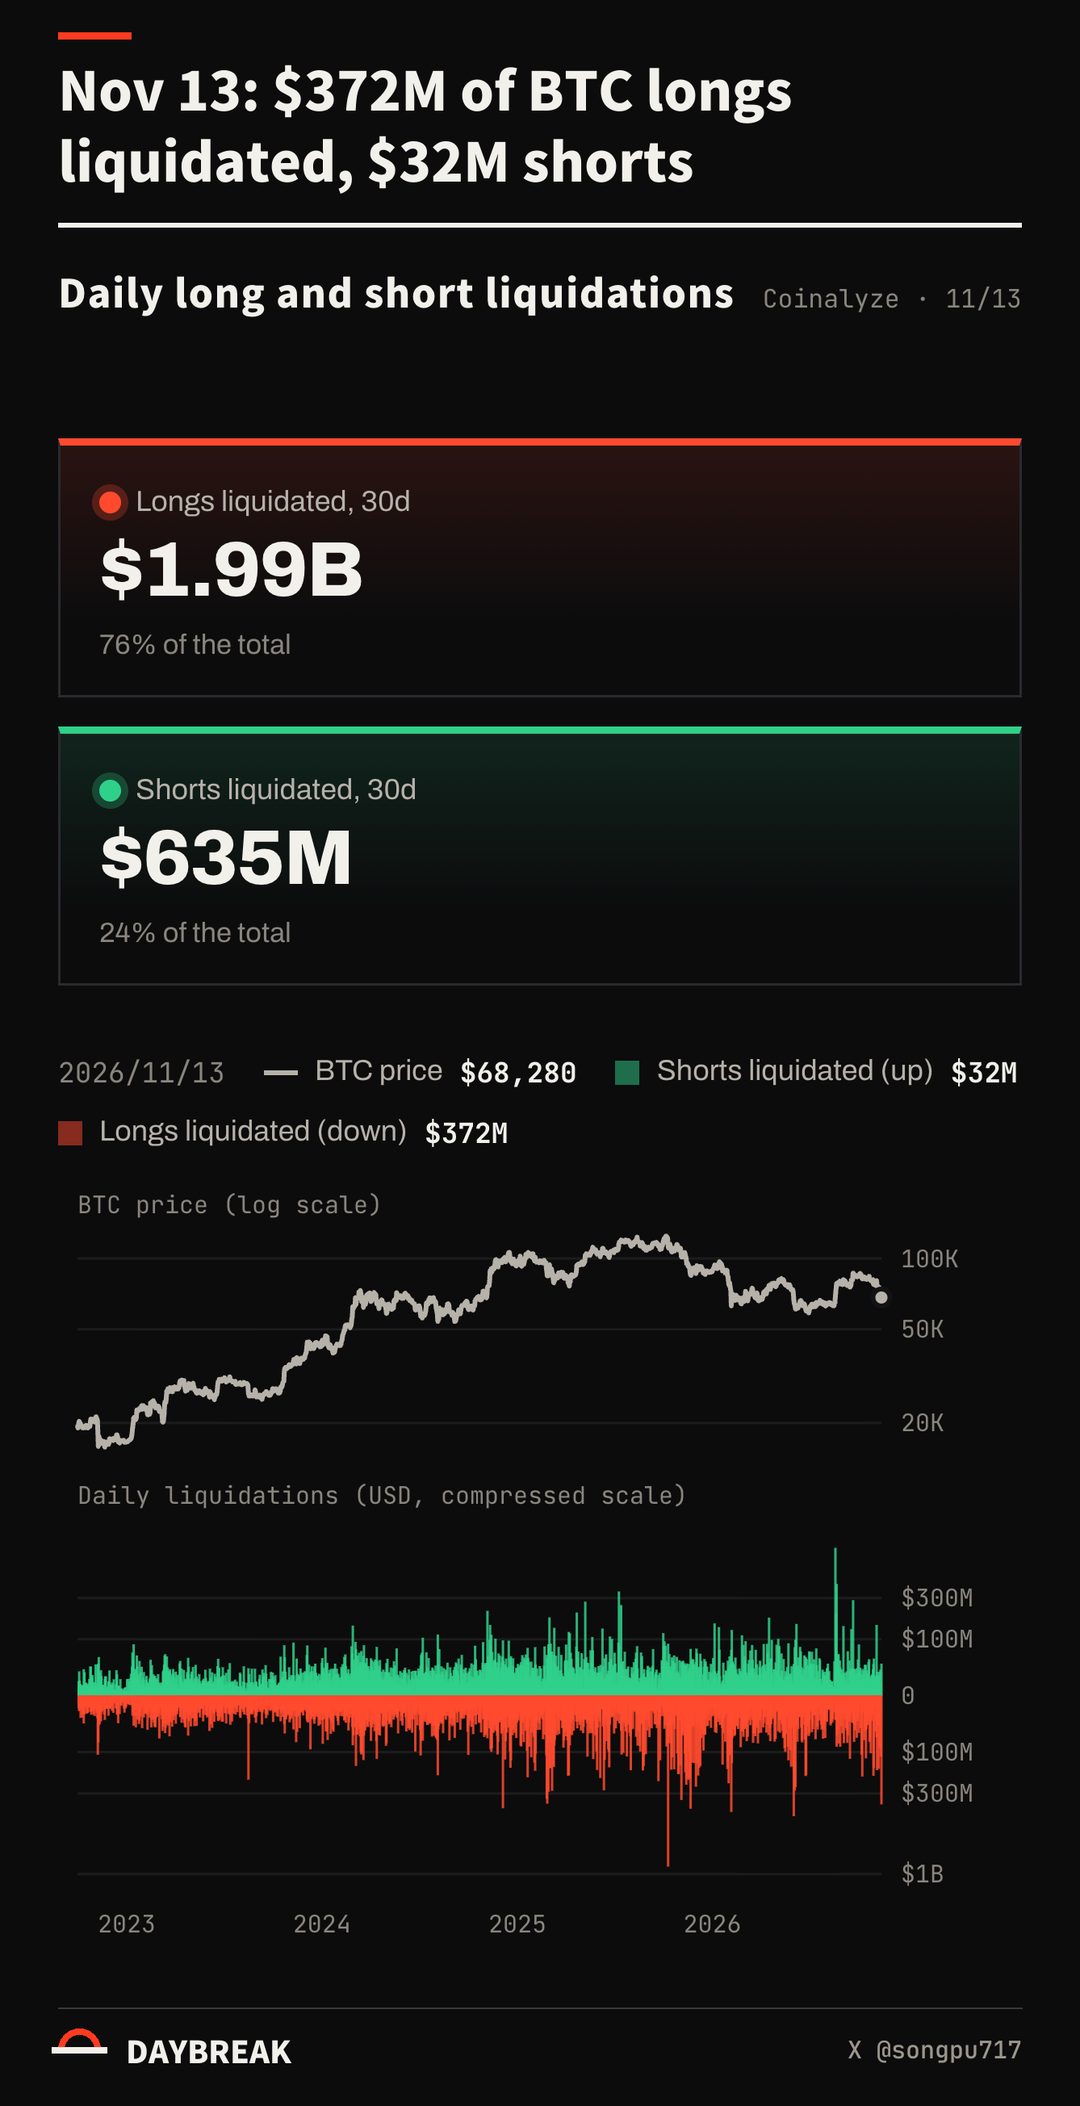 Nov 13: $372M of BTC longs
liquidated, $32M shorts
Daily long and short liquidations Coinalyze · 11/13
Longs liquidated, 30d
$1.99B
76% of the total
Shorts liquidated, 30d
$635M
24% of the total
2026/11/13 BTC price $68,280 Shorts liquidated (up) $32M
Longs liquidated (down) $372M
BTC price (log scale)
100K
50K
20K
Daily liquidations (USD, compressed scale)
$300M
$100M
0
$100M
$300M
$1B
2023 2024 2025 2026
DAYBREAK X @songpu717